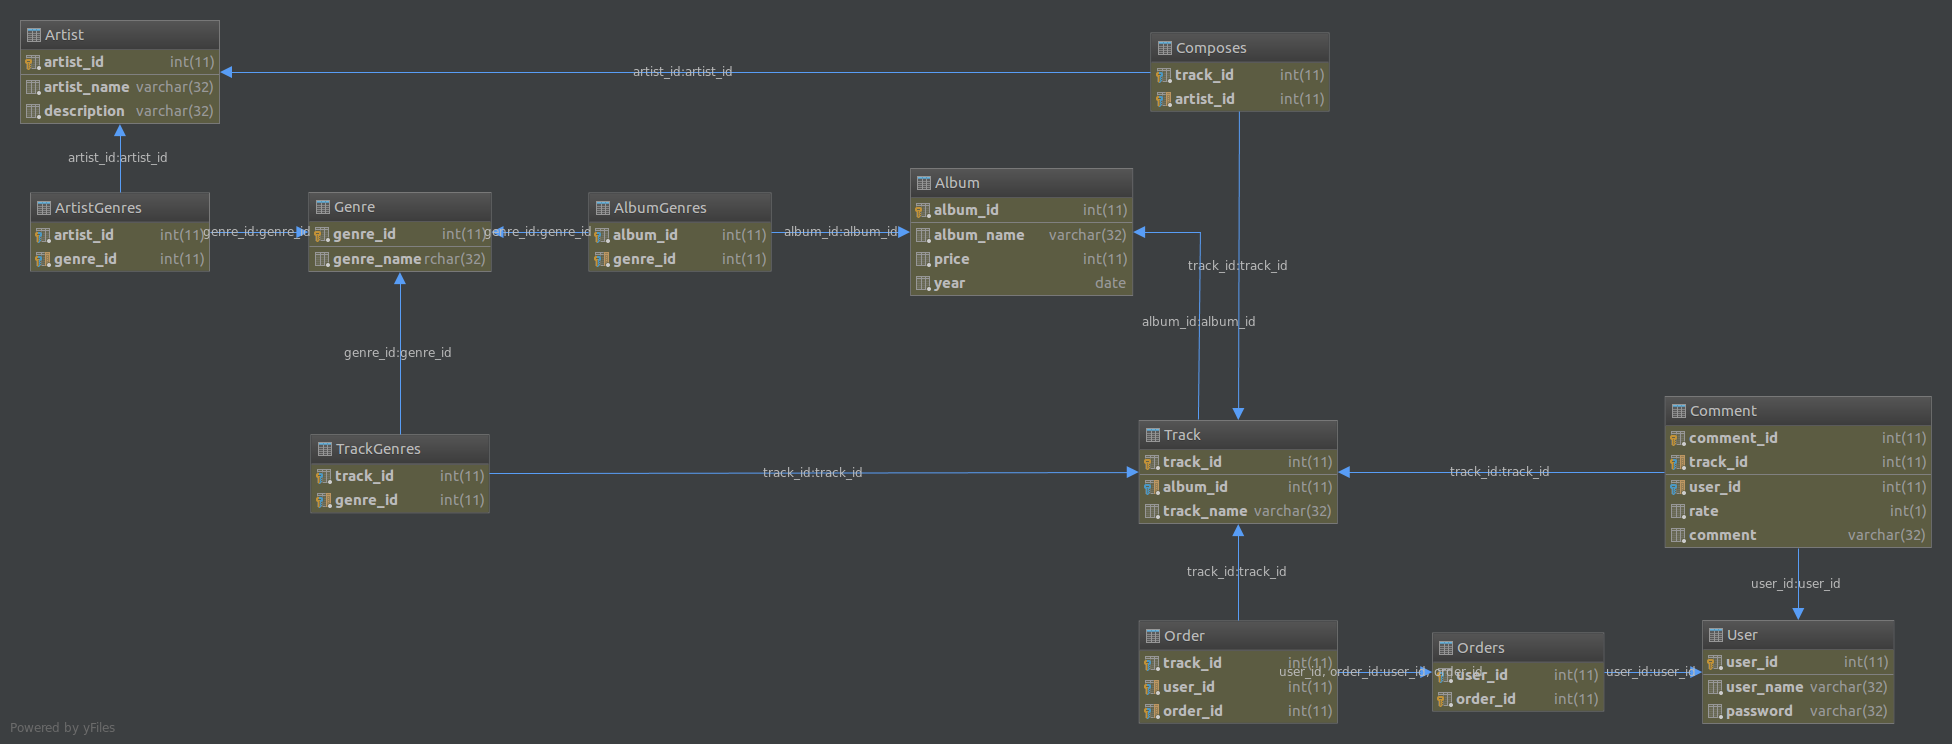 Artist
artist_id int(11)
artist_name varchar(32)
description varchar(32)
Composes
track_id int(11)
artist_id int(11)
artist_id:artist_id
artist_id:artist_id
ArtistGenres
artist_id int(11)
genre_id int(11)
genre_id:genre_id
Genre
genre_id int(11)
genre_name rchar(32)
genre_id:genre_id
AlbumGenres
album_id int(11)
genre_id int(11)
album_id:album_id
Album
album_id int(11)
album_name varchar(32)
price int(11)
year date
track_id:track_id
album_id:album_id
genre_id:genre_id
TrackGenres
track_id int(11)
genre_id int(11)
track_id:track_id
Track
track_id int(11)
album_id int(11)
track_name varchar(32)
track_id:track_id
Comment
comment_id int(11)
track_id int(11)
user_id int(11)
rate int(1)
comment varchar(32)
track_id:track_id
user_id:user_id
Order
track_id int(11)
user_id int(11)
order_id int(11)
user_id, order_id:user_id, order_id
Orders
user_id int(11)
order_id int(11)
user_id:user_id
User
user_id int(11)
user_name varchar(32)
password varchar(32)
Powered by yFiles